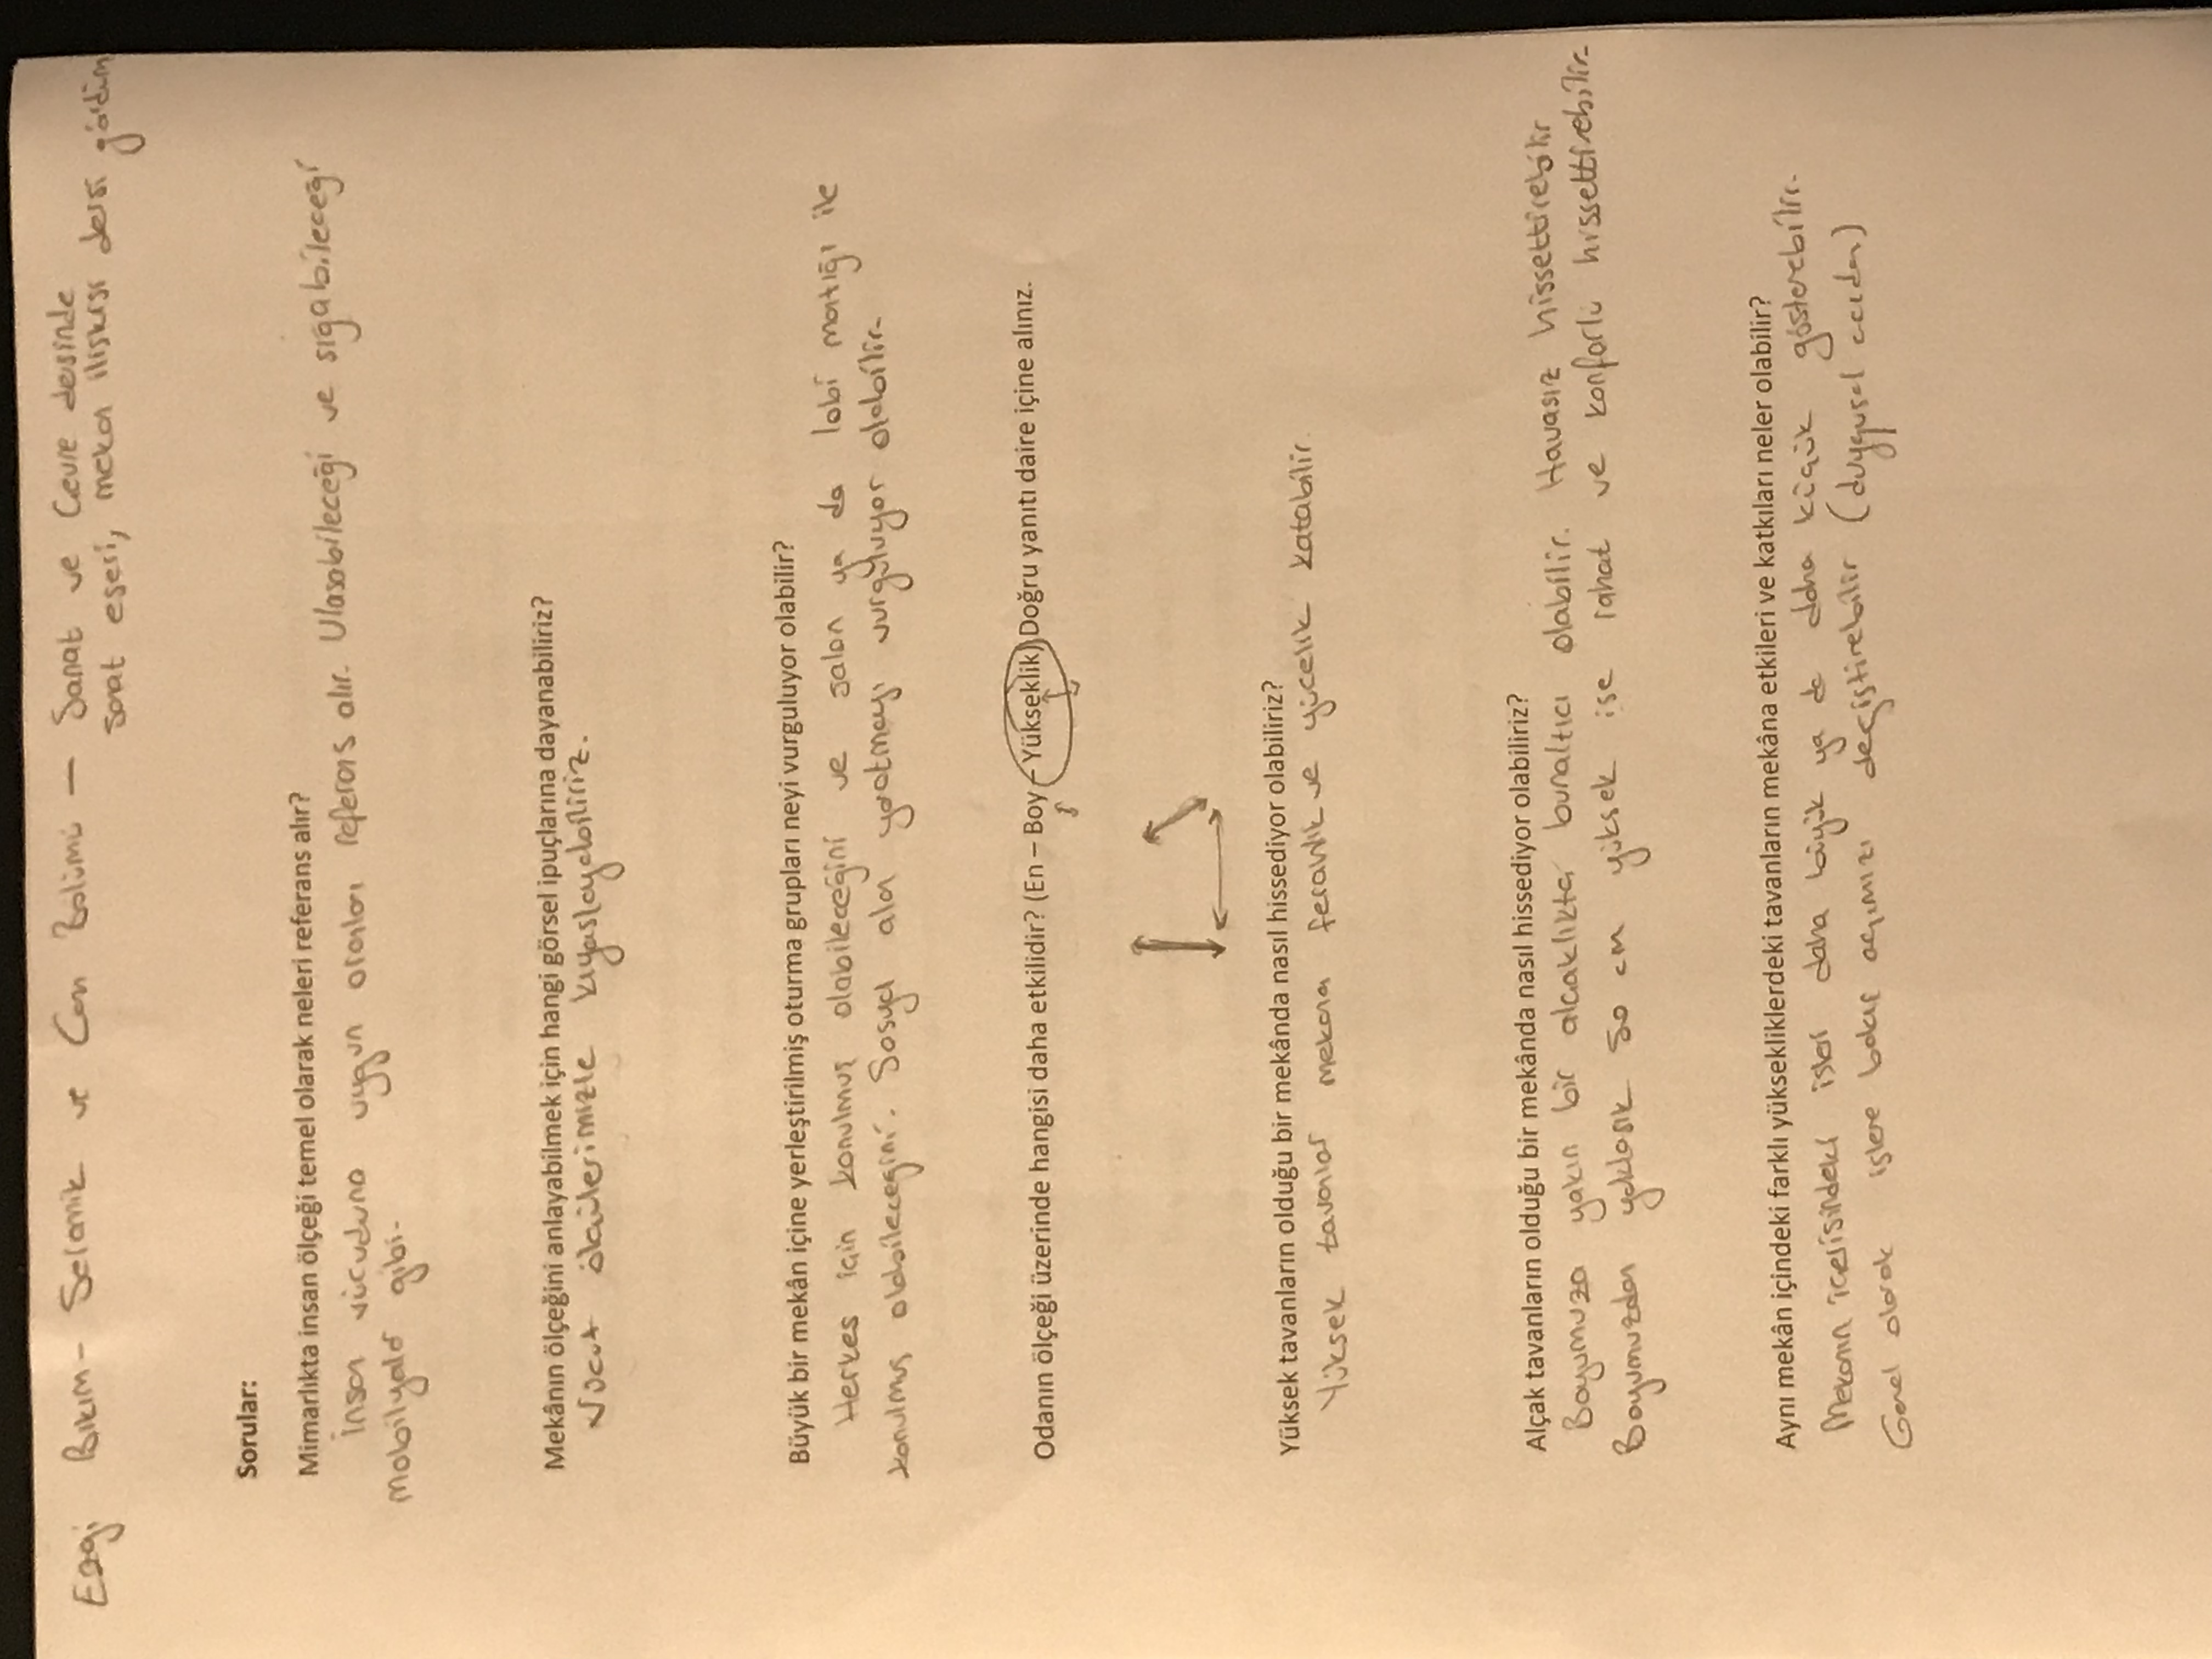 Ezgi Bıkım - Seramik ve Cam Bölümü - Sanat ve Çevre dersinde
sanat eseri, mekan ilişkisi dersi gördüm
Sorular:
Mimarlıkta insan ölçeği temel olarak neleri referans alır?
İnsan vücuduna uygun oranları referans alır. Ulaşabileceği ve sığabileceği
mobilyalar gibi.
Mekânın ölçeğini anlayabilmek için hangi görsel ipuçlarına dayanabiliriz?
Vücut ölçülerimizle kıyaslayabiliriz.
Büyük bir mekân içine yerleştirilmiş oturma grupları neyi vurguluyor olabilir?
Herkes için konulmuş olabileceğini ve salon ya da lobi mantığı ile
konulmuş olabileceğini. Sosyal alan yaratmayı vurguluyor olabilir.
Odanın ölçeği üzerinde hangisi daha etkilidir? (En – Boy – Yükseklik) Doğru yanıtı daire içine alınız.
Yüksek tavanların olduğu bir mekânda nasıl hissediyor olabiliriz?
Yüksek tavanlar mekana ferahlık ve yücelik katabilir.
Alçak tavanların olduğu bir mekânda nasıl hissediyor olabiliriz?
Boyumuza yakın bir alçaklıkta, bunaltıcı olabilir. Havasız hissettirebilir
Boyumuzdan yaklaşık 50 cm yüksek ise rahat ve konforlu hissettirebilir.
Aynı mekân içindeki farklı yüksekliklerdeki tavanların mekâna etkileri ve katkıları neler olabilir?
Mekanın içerisindeki işler daha büyük ya da daha küçük gösterebilir.
Genel olarak işlere bakış açımızı değiştirebilir (duygusal açıdan)